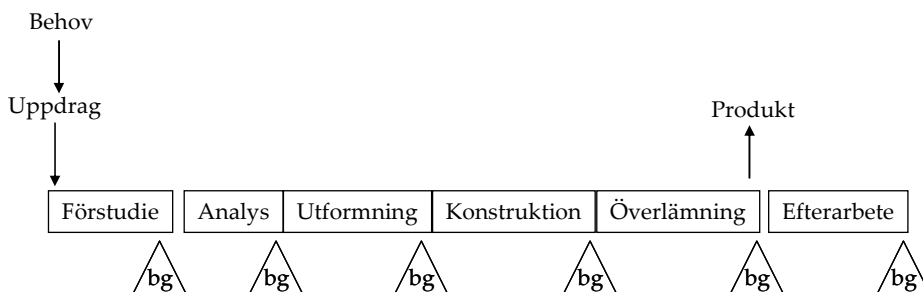 Behov
Uppdrag
Produkt
Förstudie Analys Utformning Konstruktion Överlämning Efterarbete
bg bg bg bg bg bg